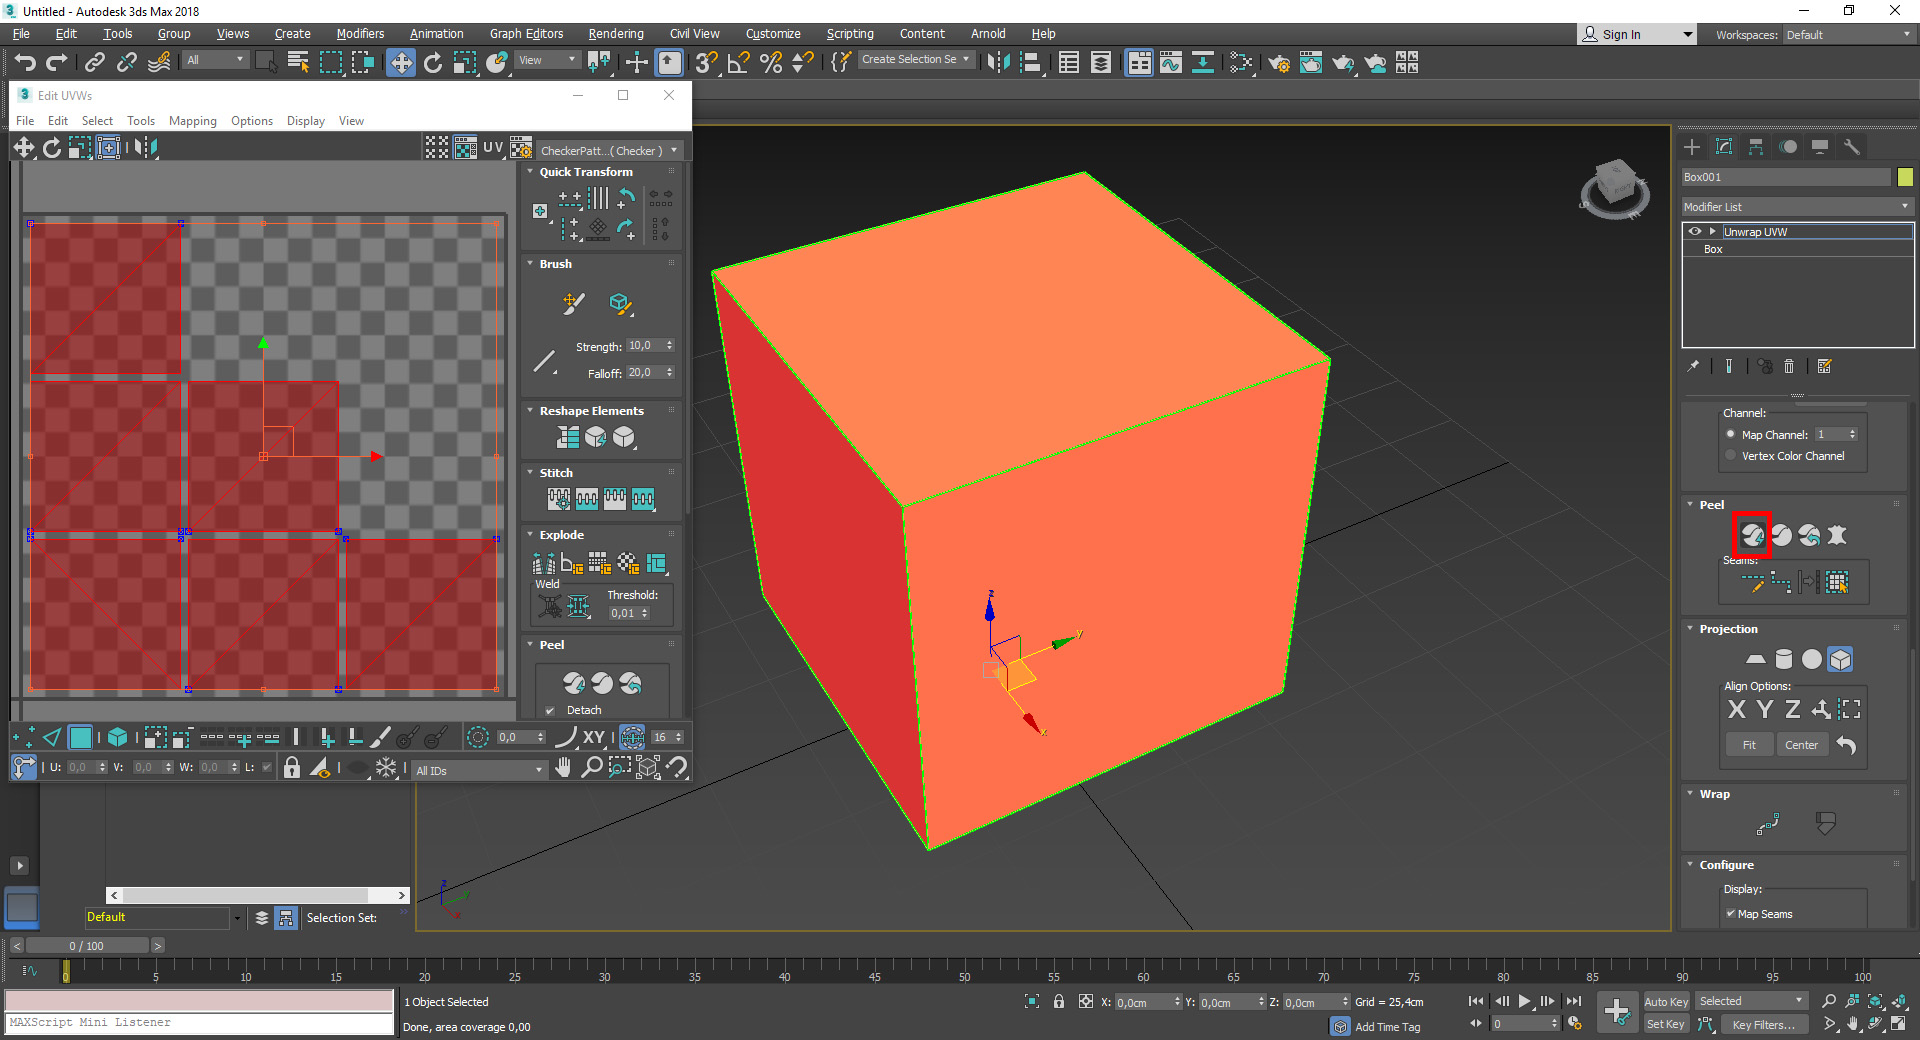 Untitled - Autodesk 3ds Max 2018
File Edit Tools Group Views Create Modifiers Animation Graph Editors Rendering Civil View Customize Scripting Content Arnold Help
Sign In
Workspaces: Default
All
View
Create Selection Se
Edit UVWs
File Edit Select Tools Mapping Options Display View
UV
CheckerPatt...( Checker )
Quick Transform
Brush
Strength: 10,0
Falloff: 20,0
Reshape Elements
Stitch
Explode
Weld
Threshold:
0,01
Peel
Detach
0,0
XY
16
U: 0,0 V: 0,0 W: 0,0 L:
All IDs
Default
Selection Set:
z
y
x
z
y
x
Box001
Modifier List
Unwrap UVW
Box
Channel:
Map Channel: 1
Vertex Color Channel
Peel
Seams:
Projection
Align Options:
X Y Z
Fit Center
Wrap
Configure
Display:
Map Seams
0 / 100
0 5 10 15 20 25 30 35 40 45 50 55 60 65 70 75 80 85 90 95 100
1 Object Selected
X: 0,0cm Y: 0,0cm Z: 0,0cm Grid = 25,4cm
Auto Key Selected
MAXScript Mini Listener
Done, area coverage 0,00
Add Time Tag
0
Set Key Key Filters...